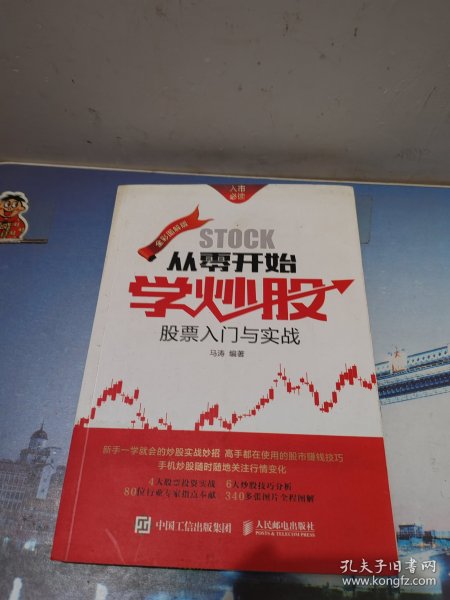 入市
必读
全彩图解版
STOCK
从零开始
学炒股
股票入门与实战
马涛 编著
新手一学就会的炒股实战妙招 高手都在使用的股市赚钱技巧
手机炒股随时随地关注行情变化
4大股票投资实战 6大炒股技巧分析
80位行业专家指点奉献 340多张图片全程图解
中国工信出版集团 人民邮电出版社
POSTS & TELECOM PRESS
孔夫子旧书网
www.kongfz.com